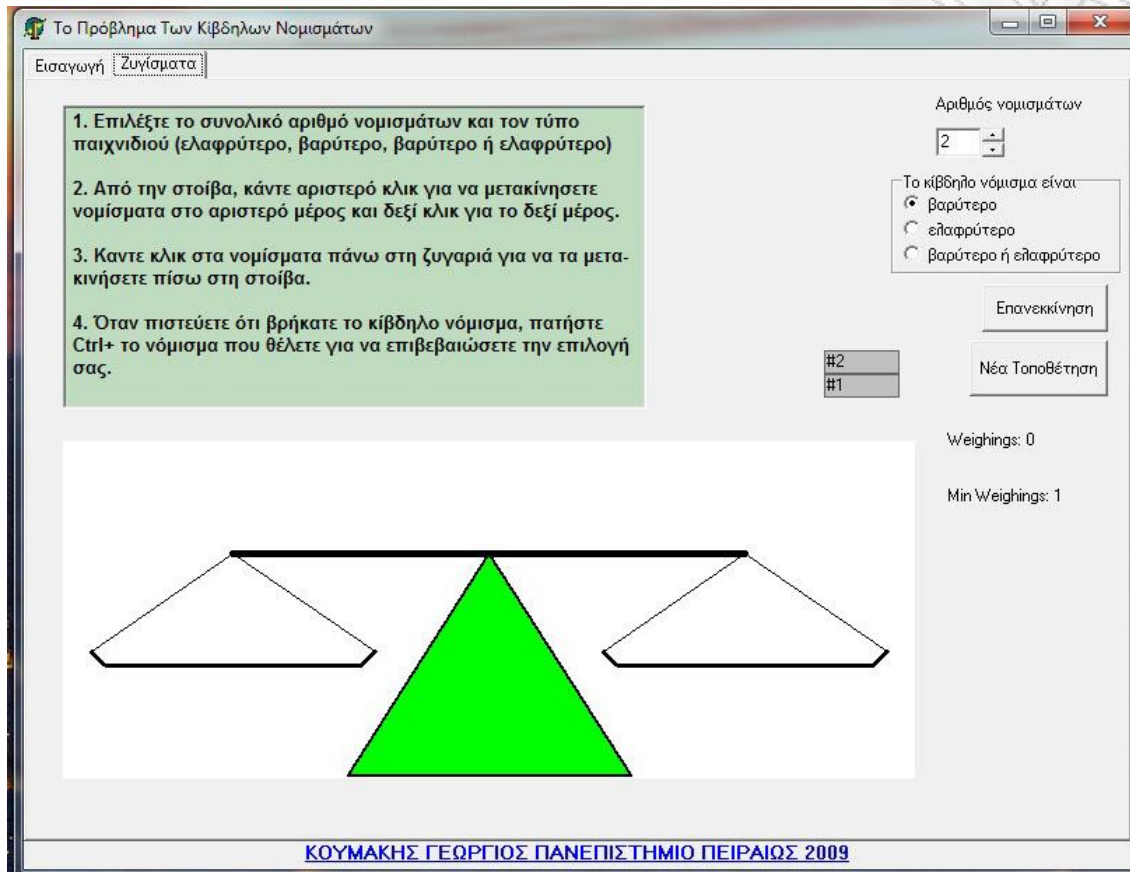 Το Πρόβλημα Των Κίβδηλων Νομισμάτων
Εισαγωγή Ζυγίσματα
1. Επιλέξτε το συνολικό αριθμό νομισμάτων και τον τύπο
παιχνιδιού (ελαφρύτερο, βαρύτερο, βαρύτερο ή ελαφρύτερο)
2. Από την στοίβα, κάντε αριστερό κλικ για να μετακίνησετε
νομίσματα στο αριστερό μέρος και δεξί κλικ για το δεξί μέρος.
3. Καντε κλικ στα νομίσματα πάνω στη ζυγαριά για να τα μετα-
κινήσετε πίσω στη στοίβα.
4. Όταν πιστεύετε ότι βρήκατε το κίβδηλο νόμισμα, πατήστε
Ctrl+ το νόμισμα που θέλετε για να επιβεβαιώσετε την επιλογή
σας.
Αριθμός νομισμάτων
2
Το κίβδηλο νόμισμα είναι
βαρύτερο
ελαφρύτερο
βαρύτερο ή ελαφρύτερο
Επανεκκίνηση
#2
#1
Νέα Τοποθέτηση
Weighings: 0
Min Weighings: 1
ΚΟΥΜΑΚΗΣ ΓΕΩΡΓΙΟΣ ΠΑΝΕΠΙΣΤΗΜΙΟ ΠΕΙΡΑΙΩΣ 2009